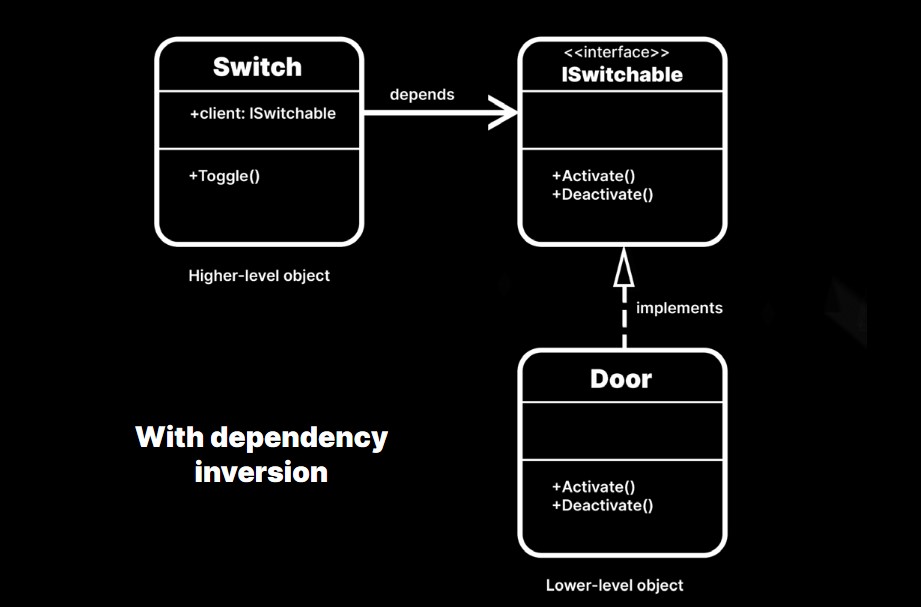 Switch
+client: ISwitchable
+Toggle()
Higher-level object
depends
<<interface>>
ISwitchable
+Activate()
+Deactivate()
implements
Door
+Activate()
+Deactivate()
Lower-level object
With dependency
inversion